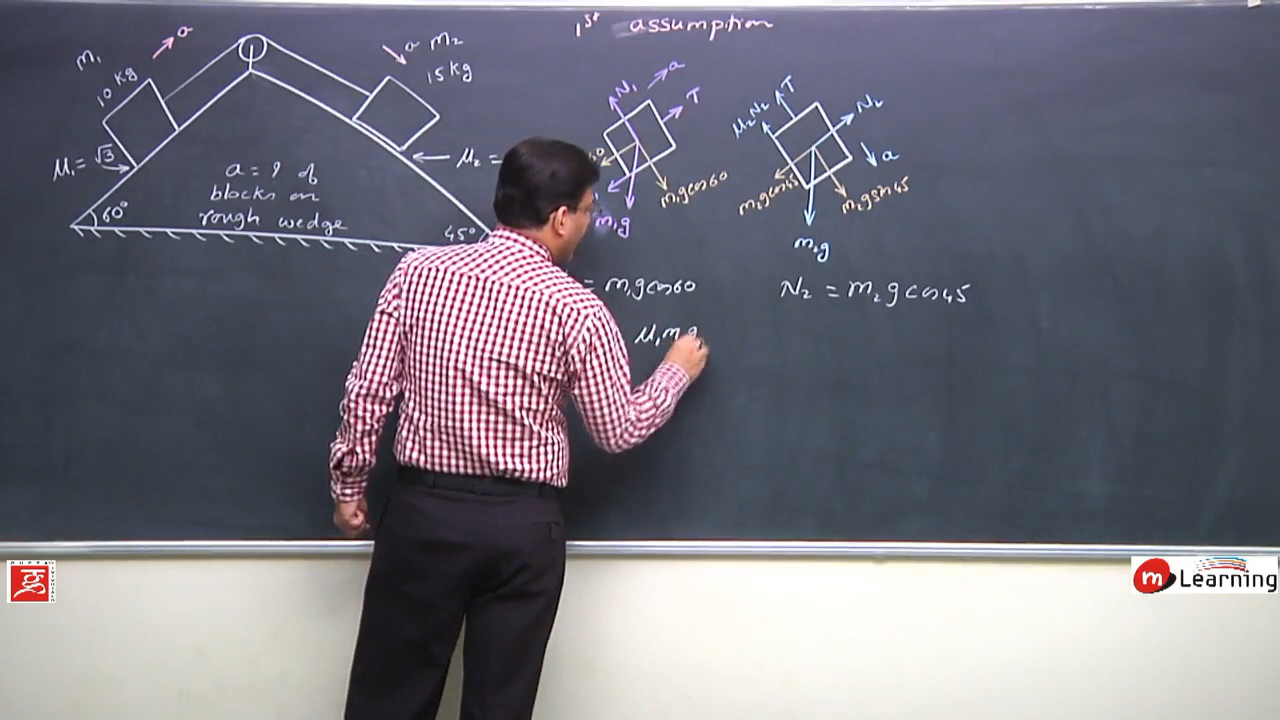 1st assumption
m₁
10 kg
a
a m₂
15 kg
μ₁ = √3
μ₂ =
a = ? of
blocks on
rough wedge
60°
45°
N₁
a
T
m₁gcos60
m₁g
T
μ₂N₂
N₂
a
m₂gcos45
m₂gsin45
m₂g
= m₁gcos60
N₂ = m₂gcos45
μ₁m₁g
GUPTA
m Learning